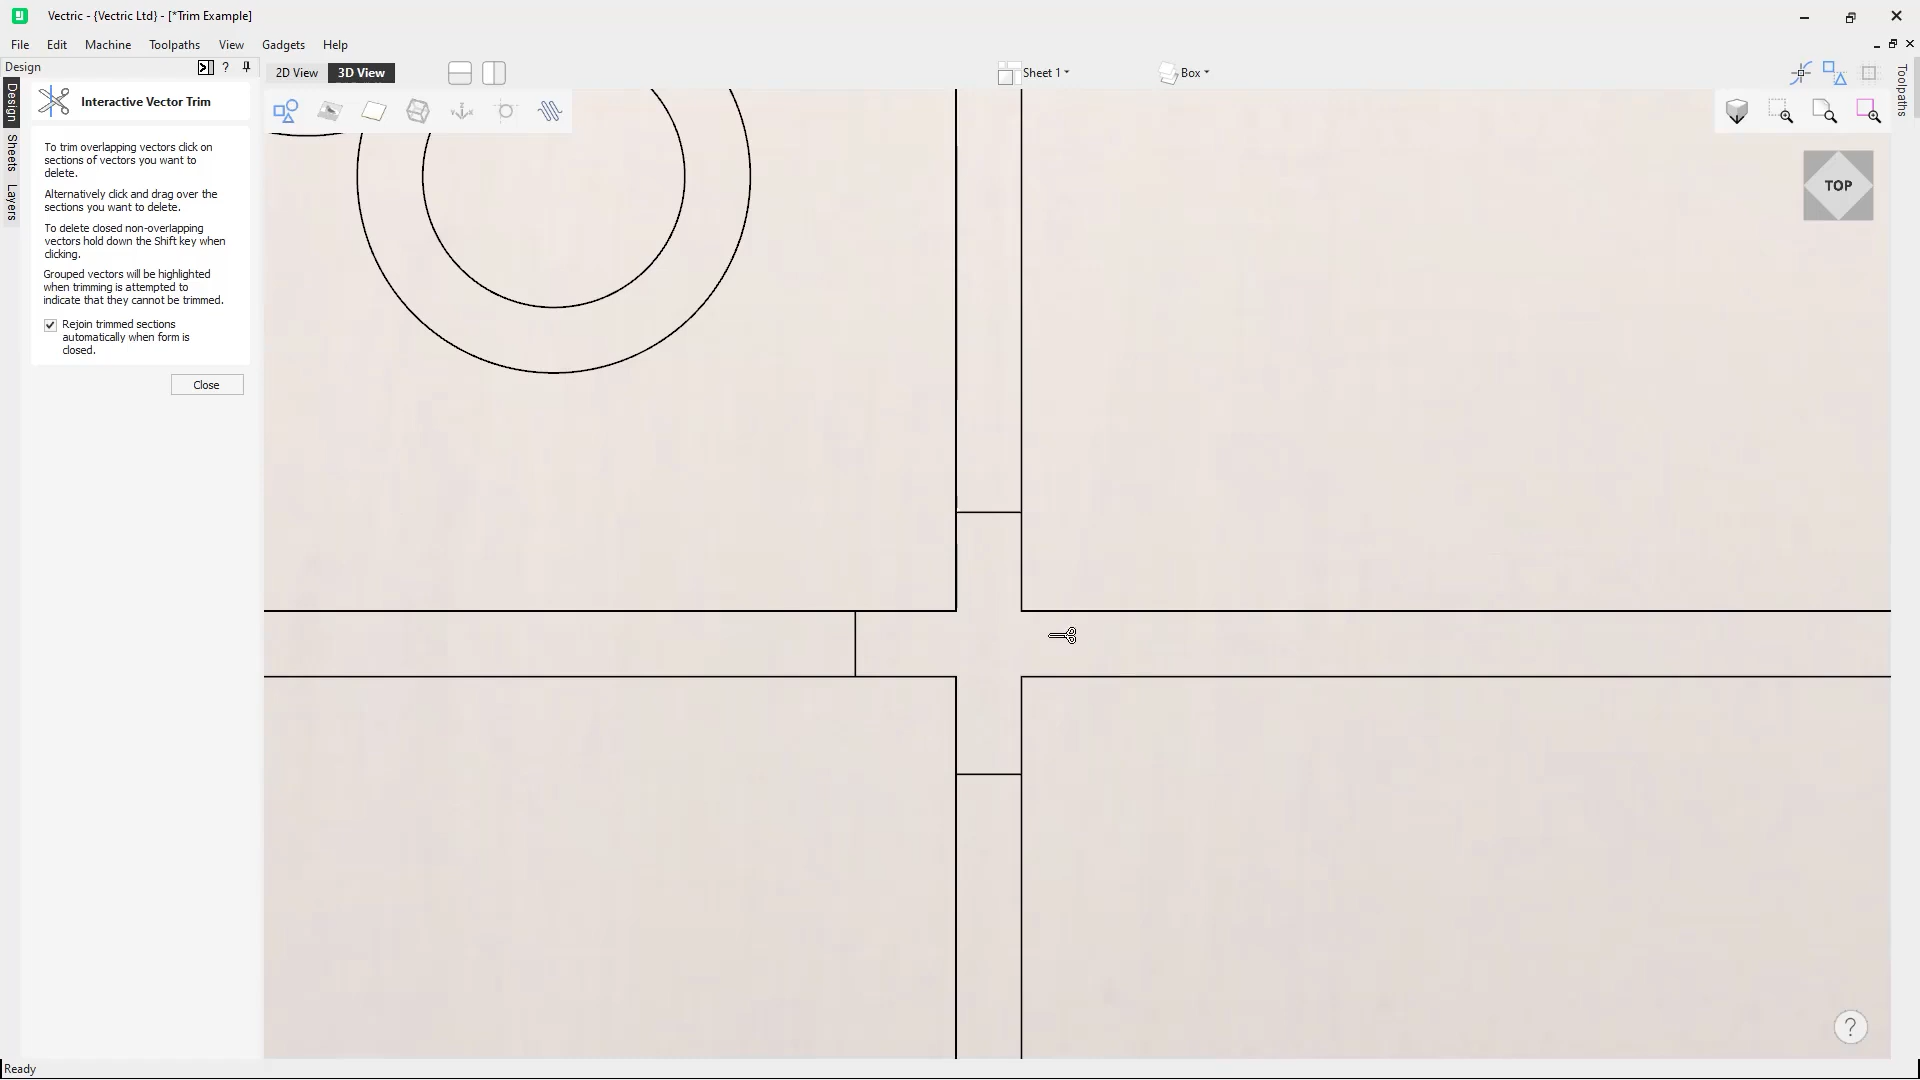 Vectric - {Vectric Ltd} - [*Trim Example]
File Edit Machine Toolpaths View Gadgets Help
Design ?
2D View 3D View Sheet 1 Box
Design
Sheets
Layers
Toolpaths
Interactive Vector Trim
To trim overlapping vectors click on
sections of vectors you want to
delete.
Alternatively click and drag over the
sections you want to delete.
To delete closed non-overlapping
vectors hold down the Shift key when
clicking.
Grouped vectors will be highlighted
when trimming is attempted to
indicate that they cannot be trimmed.
Rejoin trimmed sections
automatically when form is
closed.
Close
TOP
?
Ready